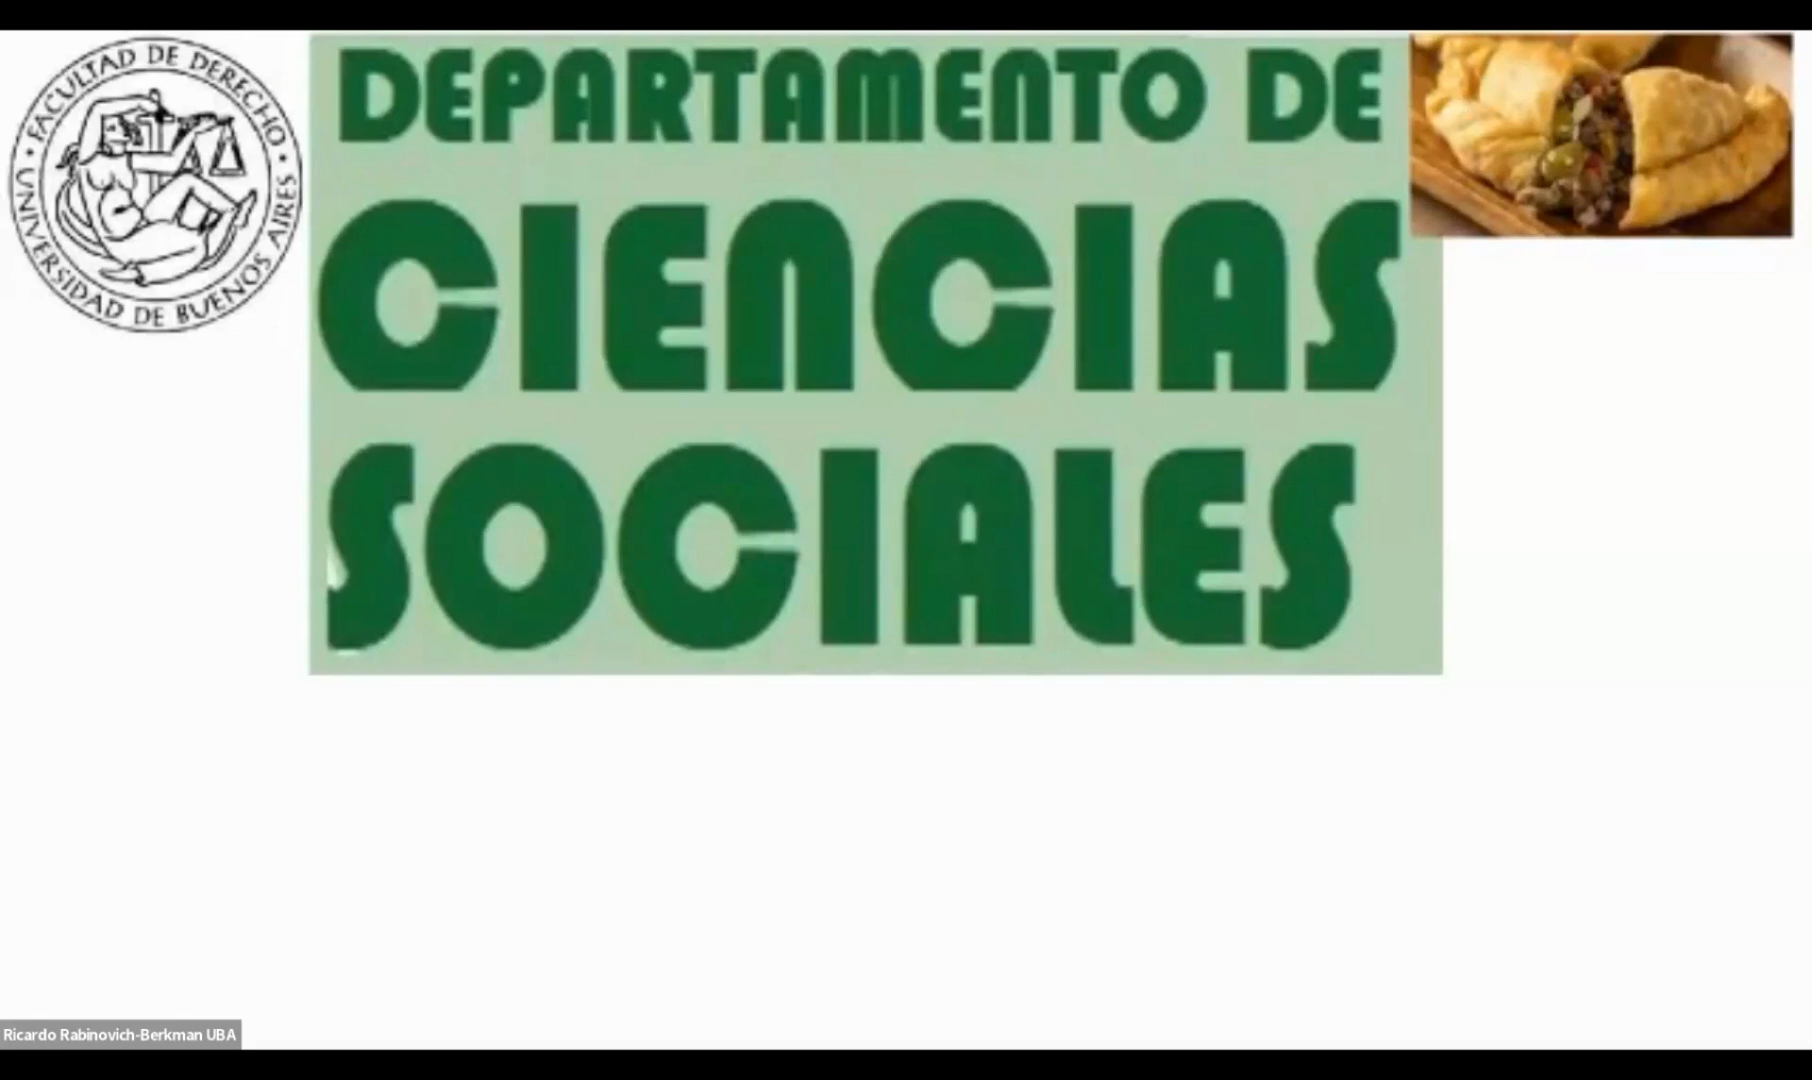 · FACULTAD DE DERECHO ·
UNIVERSIDAD DE BUENOS AIRES
DEPARTAMENTO DE
CIENCIAS
SOCIALES
Ricardo Rabinovich-Berkman UBA